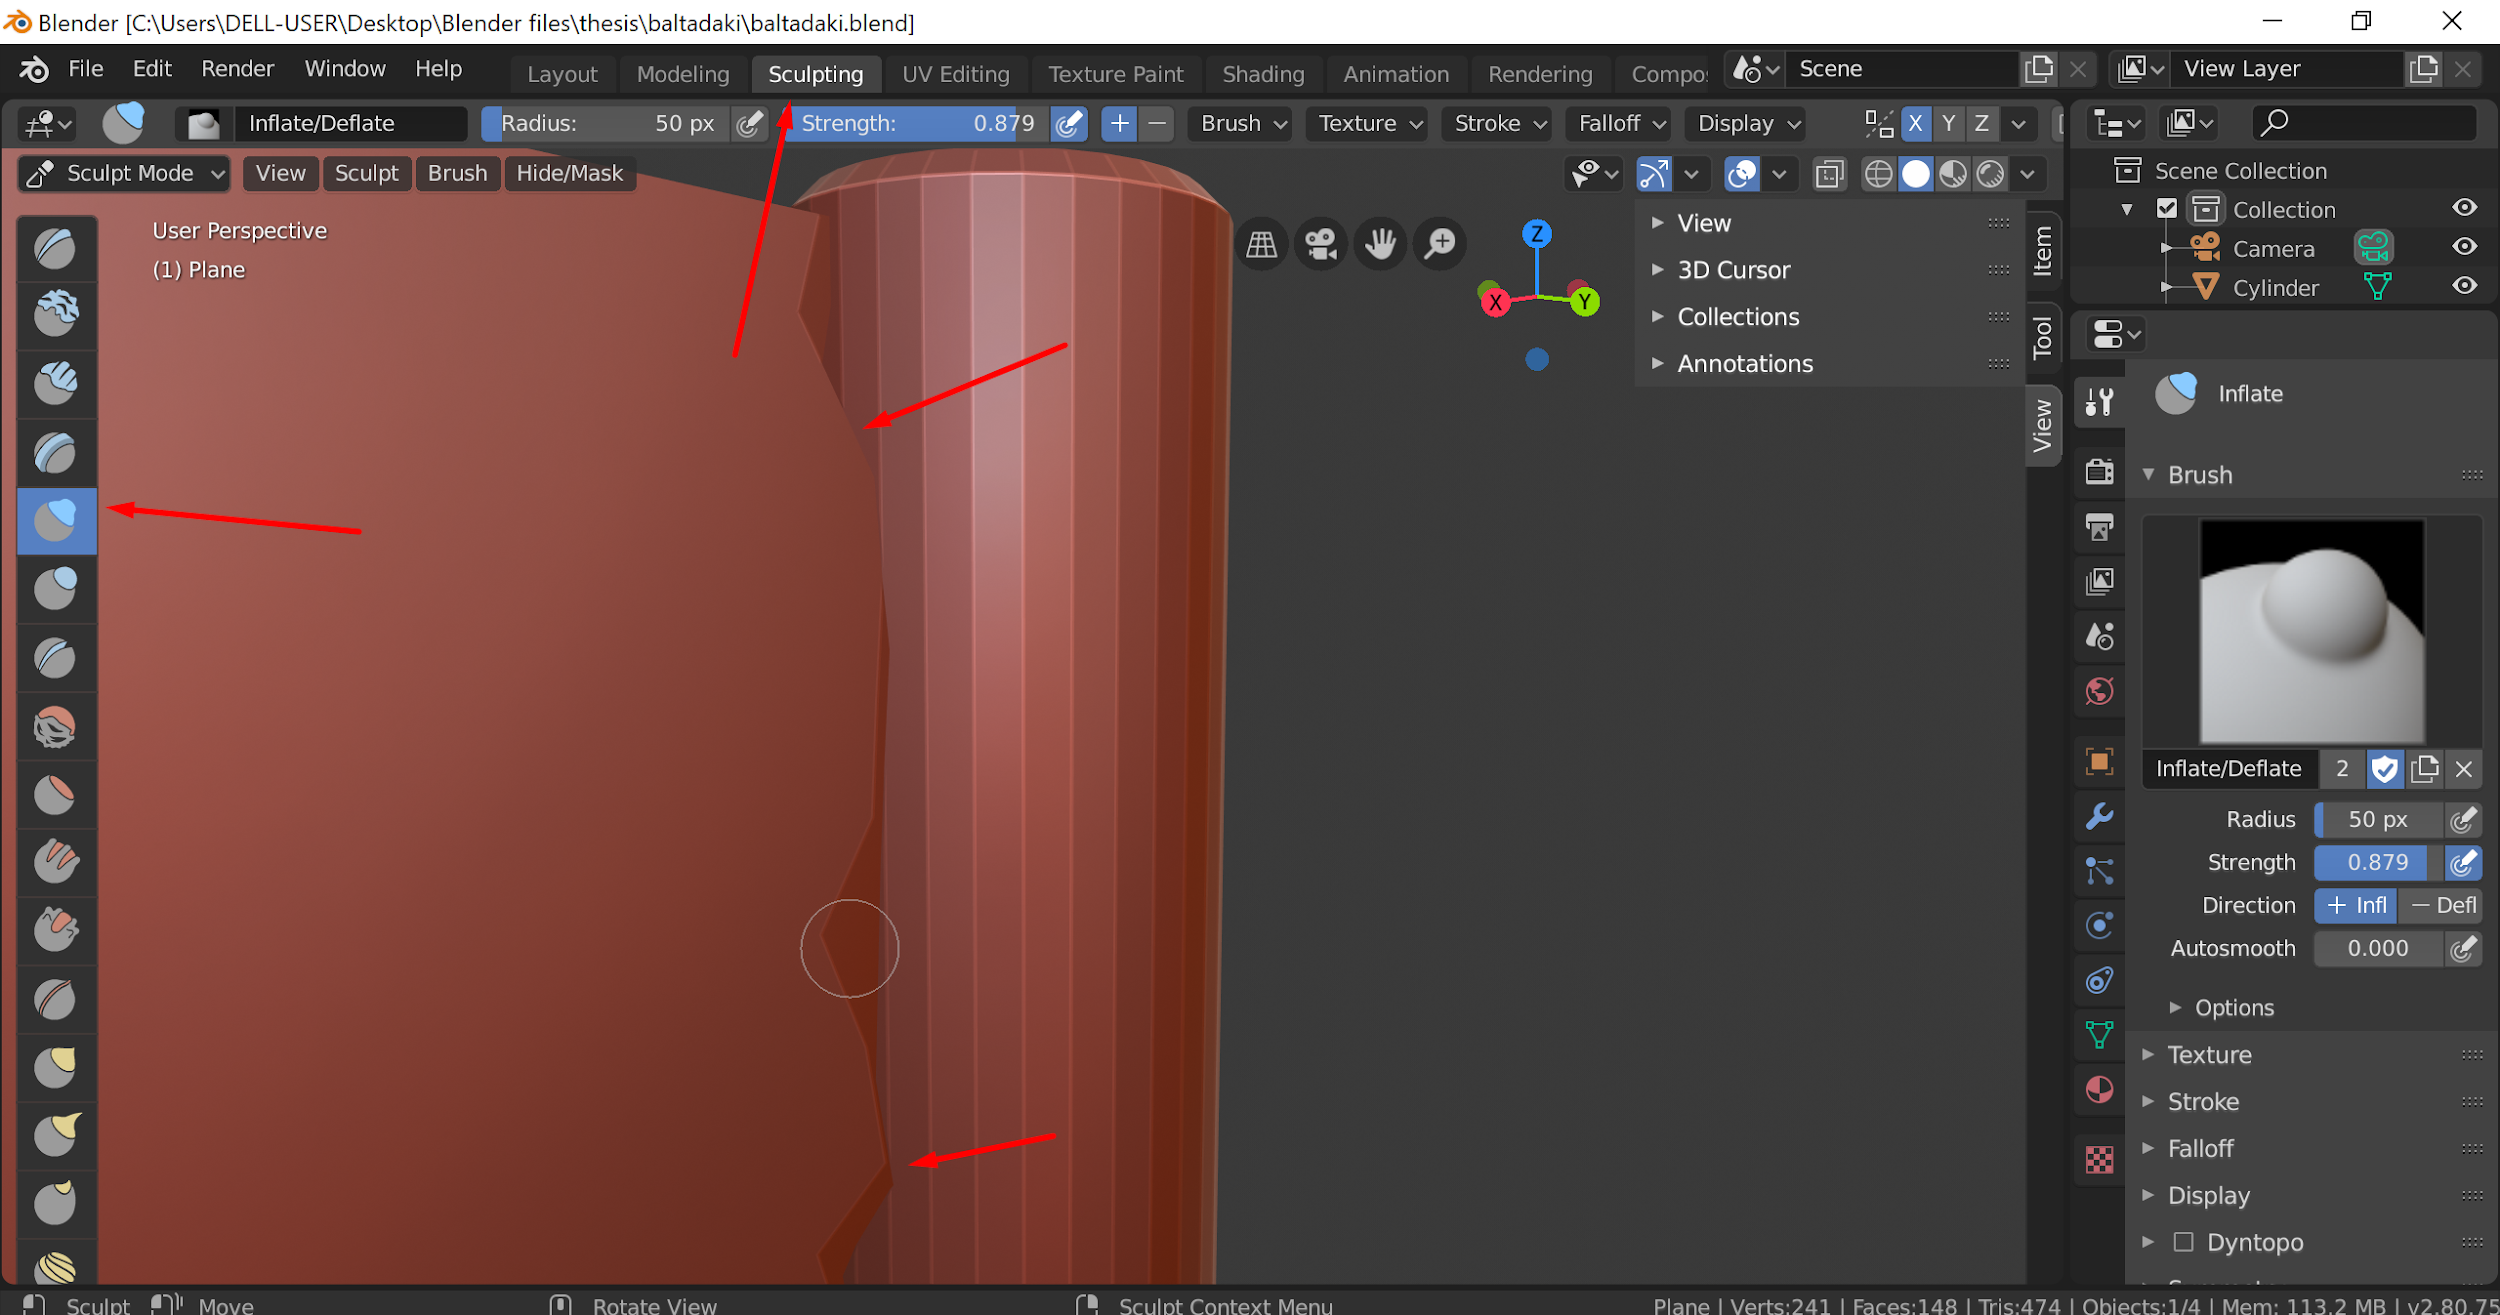 Blender [C:\Users\DELL-USER\Desktop\Blender files\thesis\baltadaki\baltadaki.blend]
File Edit Render Window Help Layout Modeling Sculpting UV Editing Texture Paint Shading Animation Rendering Compo Scene View Layer
Inflate/Deflate Radius: 50 px Strength: 0.879 + − Brush Texture Stroke Falloff Display X Y Z
Sculpt Mode View Sculpt Brush Hide/Mask
User Perspective
(1) Plane
Z
X
Y
View
3D Cursor
Collections
Annotations
Item
Tool
View
Scene Collection
Collection
Camera
Cylinder
Inflate
Brush
Inflate/Deflate 2
Radius 50 px
Strength 0.879
Direction + Infl − Defl
Autosmooth 0.000
Options
Texture
Stroke
Falloff
Display
Dyntopo
Sculpt Move Rotate View Sculpt Context Menu Plane | Verts:241 | Faces:148 | Tris:474 | Objects:1/4 | Mem: 113.2 MB | v2.80.75